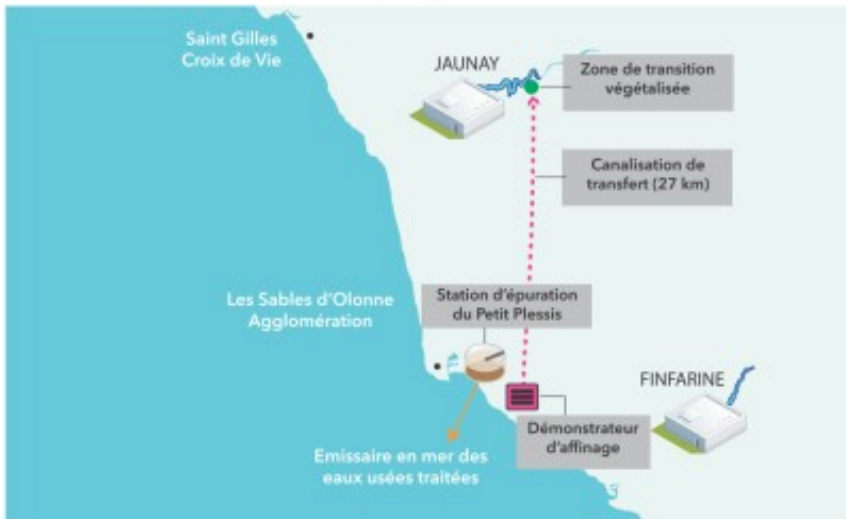 Saint Gilles
Croix de Vie
JAUNAY
Zone de transition
végétalisée
Canalisation de
transfert (27 km)
Les Sables d'Olonne
Agglomération
Station d'épuration
du Petit Plessis
FINFARINE
Démonstrateur
d'affinage
Emissaire en mer des
eaux usées traitées